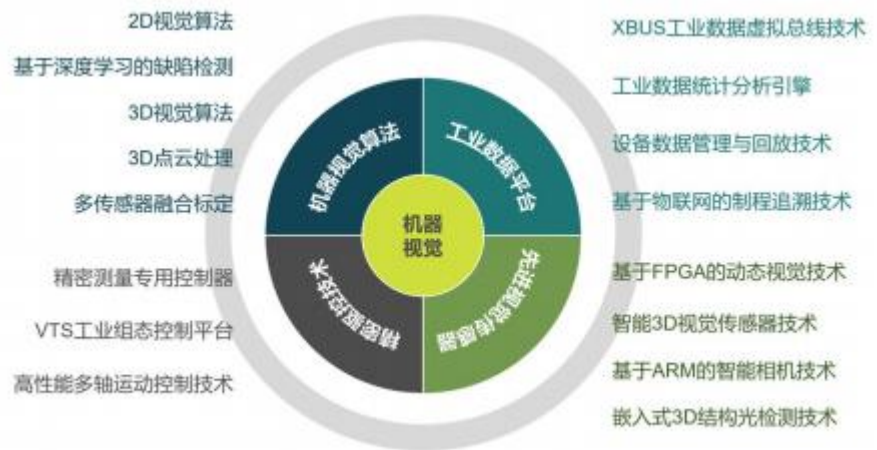 2D视觉算法
基于深度学习的缺陷检测
3D视觉算法
3D点云处理
多传感器融合标定
精密测量专用控制器
VTS工业组态控制平台
高性能多轴运动控制技术
机器视觉算法
工业数据平台
机器
视觉
精密驱控技术
先进视觉传感器
XBUS工业数据虚拟总线技术
工业数据统计分析引擎
设备数据管理与回放技术
基于物联网的制程追溯技术
基于FPGA的动态视觉技术
智能3D视觉传感器技术
基于ARM的智能相机技术
嵌入式3D结构光检测技术